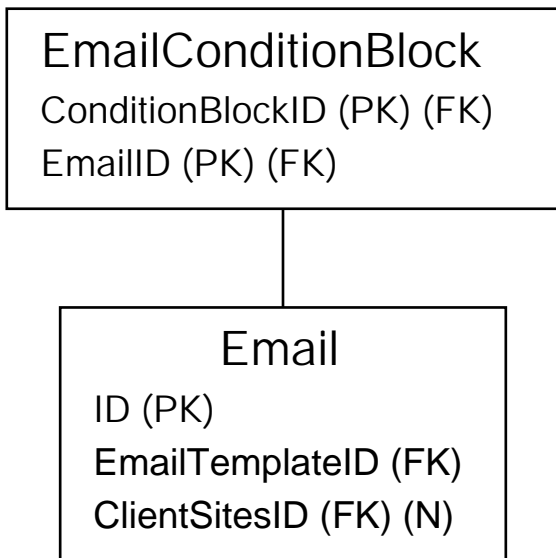 EmailConditionBlock
ConditionBlockID (PK) (FK)
EmailID (PK) (FK)
Email
ID (PK)
EmailTemplateID (FK)
ClientSitesID (FK) (N)